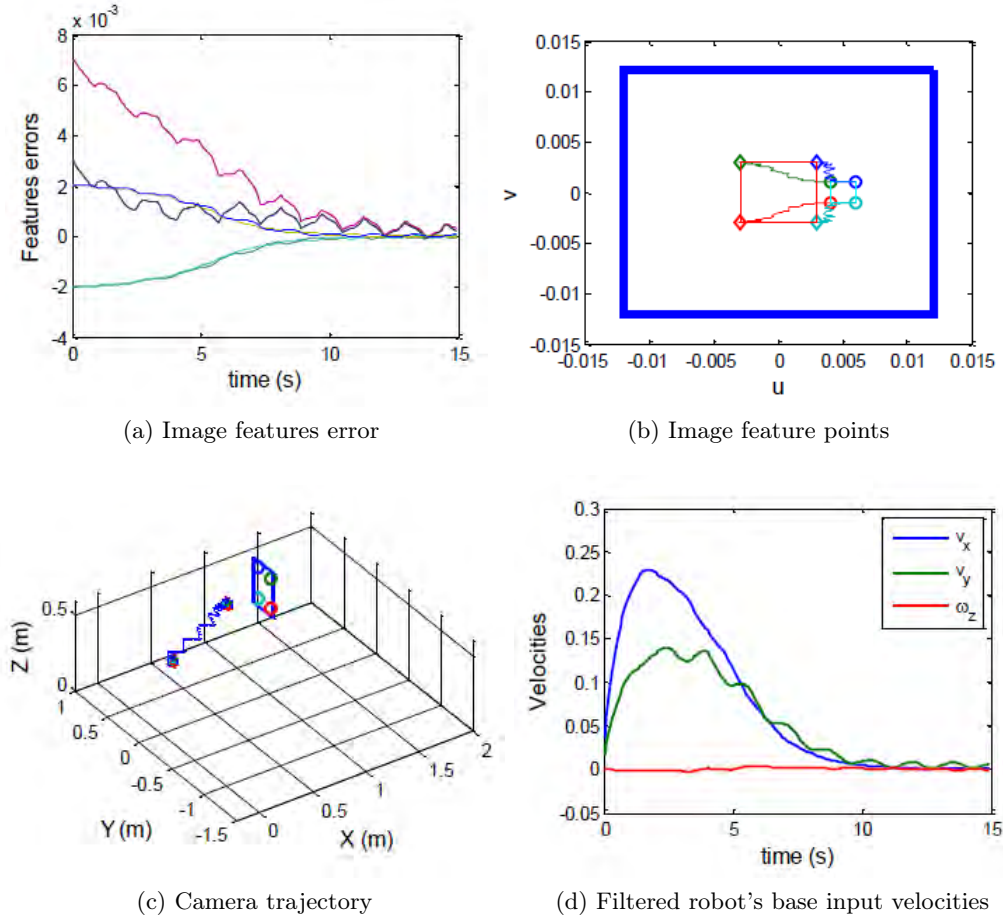 x 10^-3
8
6
4
2
0
-2
-4
0 5 10 15
Features errors
time (s)
(a) Image features error
0.015
0.01
0.005
0
-0.005
-0.01
-0.015
-0.015 -0.01 -0.005 0 0.005 0.01 0.015
v
u
(b) Image feature points
0.5
0
Z (m)
1
0.5
0
-0.5
-1
-1.5
Y (m)
0
0.5
1
1.5
2
X (m)
(c) Camera trajectory
0.3
0.25
0.2
0.15
0.1
0.05
0
-0.05
0 5 10 15
Velocities
time (s)
v_x
v_y
ω_z
(d) Filtered robot's base input velocities